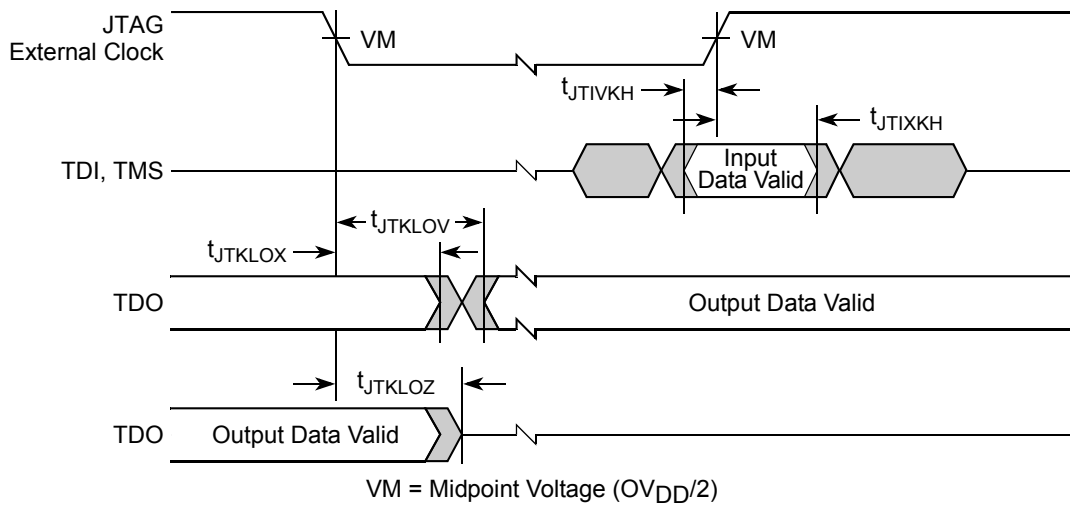 JTAG
External Clock
VM
VM
tJTIVKH
tJTIXKH
TDI, TMS
Input
Data Valid
tJTKLOV
tJTKLOX
TDO
Output Data Valid
tJTKLOZ
TDO
Output Data Valid
VM = Midpoint Voltage (OVDD/2)